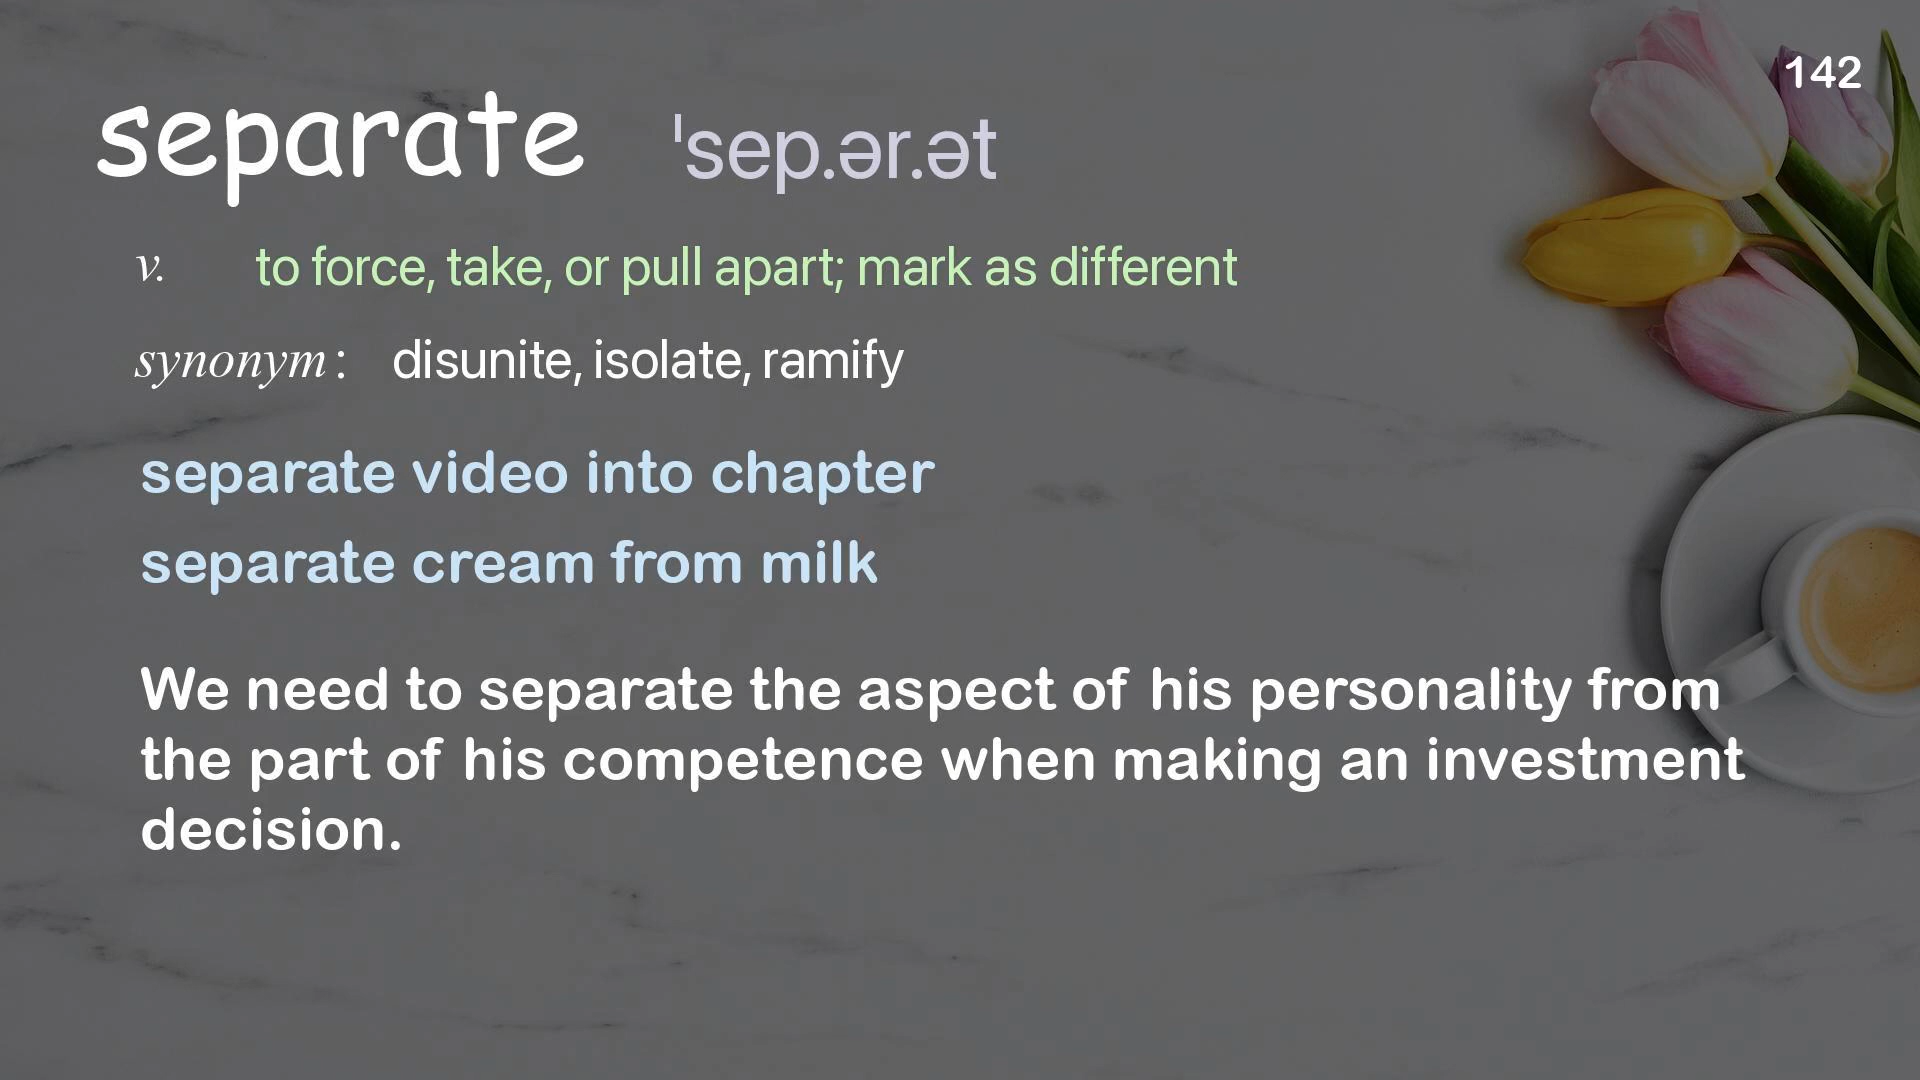 142
separate ˈsep.ər.ət
v. to force, take, or pull apart; mark as different
synonym: disunite, isolate, ramify
separate video into chapter
separate cream from milk
We need to separate the aspect of his personality from
the part of his competence when making an investment
decision.